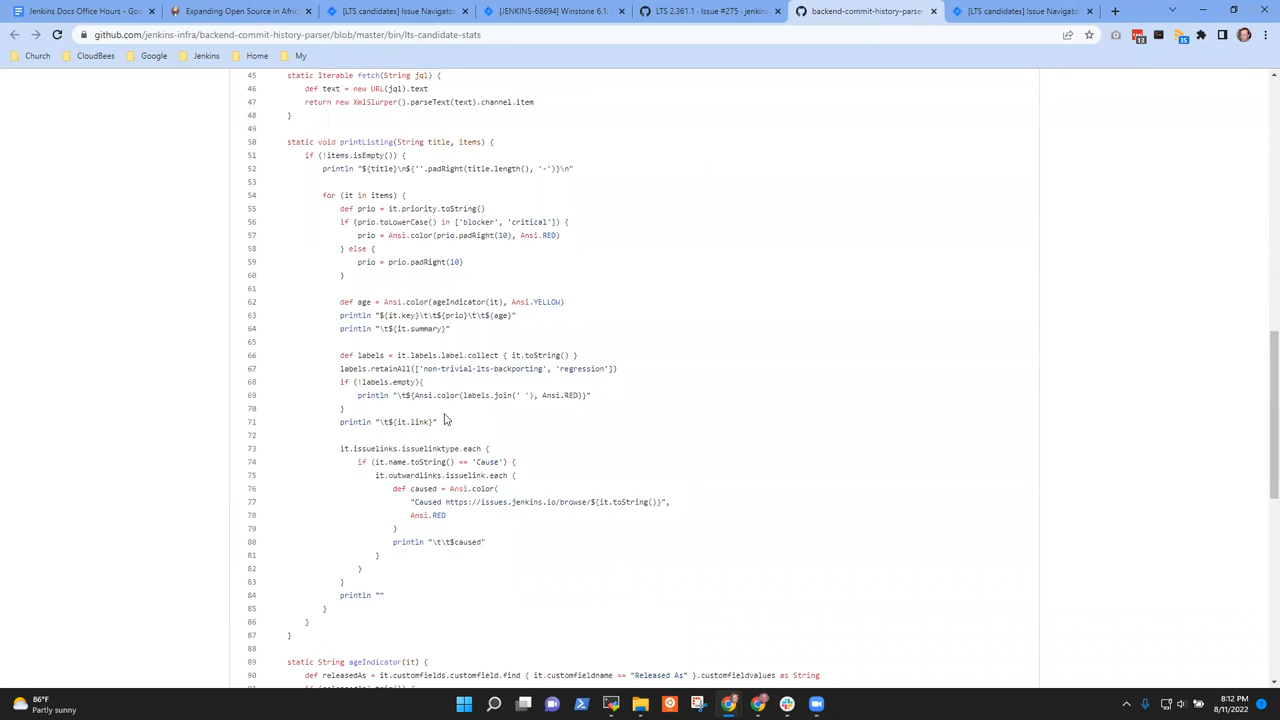 Jenkins Docs Office Hours - Goo
Expanding Open Source in Africa
[LTS candidate] Issue Navigator
[JENKINS-68694] Winstone 6.1:
LTS 2.361.1 - Issue #275 · jenkins
backend-commit-history-parser/
[LTS candidate] Issue Navigator
github.com/jenkins-infra/backend-commit-history-parser/blob/master/bin/lts-candidate-stats
13
35
Church
CloudBees
Google
Jenkins
Home
My
45 static Iterable fetch(String jql) {
46 def text = new URL(jql).text
47 return new XmlSlurper().parseText(text).channel.item
48 }
49
50 static void printListing(String title, items) {
51 if (!items.isEmpty()) {
52 println "${title}\n${''.padRight(title.length(), '-')}\n"
53
54 for (it in items) {
55 def prio = it.priority.toString()
56 if (prio.toLowerCase() in ['blocker', 'critical']) {
57 prio = Ansi.color(prio.padRight(10), Ansi.RED)
58 } else {
59 prio = prio.padRight(10)
60 }
61
62 def age = Ansi.color(ageIndicator(it), Ansi.YELLOW)
63 println "${it.key}\t\t${prio}\t\t${age}"
64 println "\t${it.summary}"
65
66 def labels = it.labels.label.collect { it.toString() }
67 labels.retainAll(['non-trivial-lts-backporting', 'regression'])
68 if (!labels.empty){
69 println "\t${Ansi.color(labels.join(' '), Ansi.RED)}"
70 }
71 println "\t${it.link}"
72
73 it.issuelinks.issuelinktype.each {
74 if (it.name.toString() == 'Cause') {
75 it.outwardlinks.issuelink.each {
76 def caused = Ansi.color(
77 "Caused https://issues.jenkins.io/browse/${it.toString()}",
78 Ansi.RED
79 )
80 println "\t\t$caused"
81 }
82 }
83 }
84 println ""
85 }
86 }
87 }
88
89 static String ageIndicator(it) {
90 def releasedAs = it.customfields.customfield.find { it.customfieldname == "Released As" }.customfieldvalues as String
86°F
Partly sunny
8:12 PM
8/11/2022